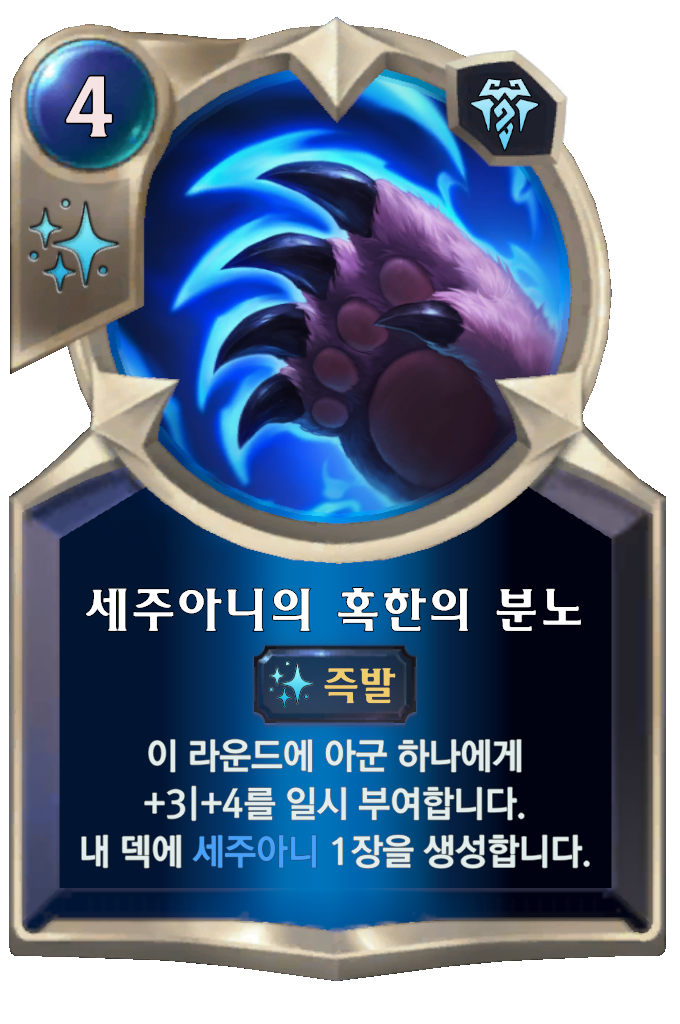 4
세주아니의 혹한의 분노
즉발
이 라운드에 아군 하나에게
+3|+4를 일시 부여합니다.
내 덱에 세주아니 1장을 생성합니다.